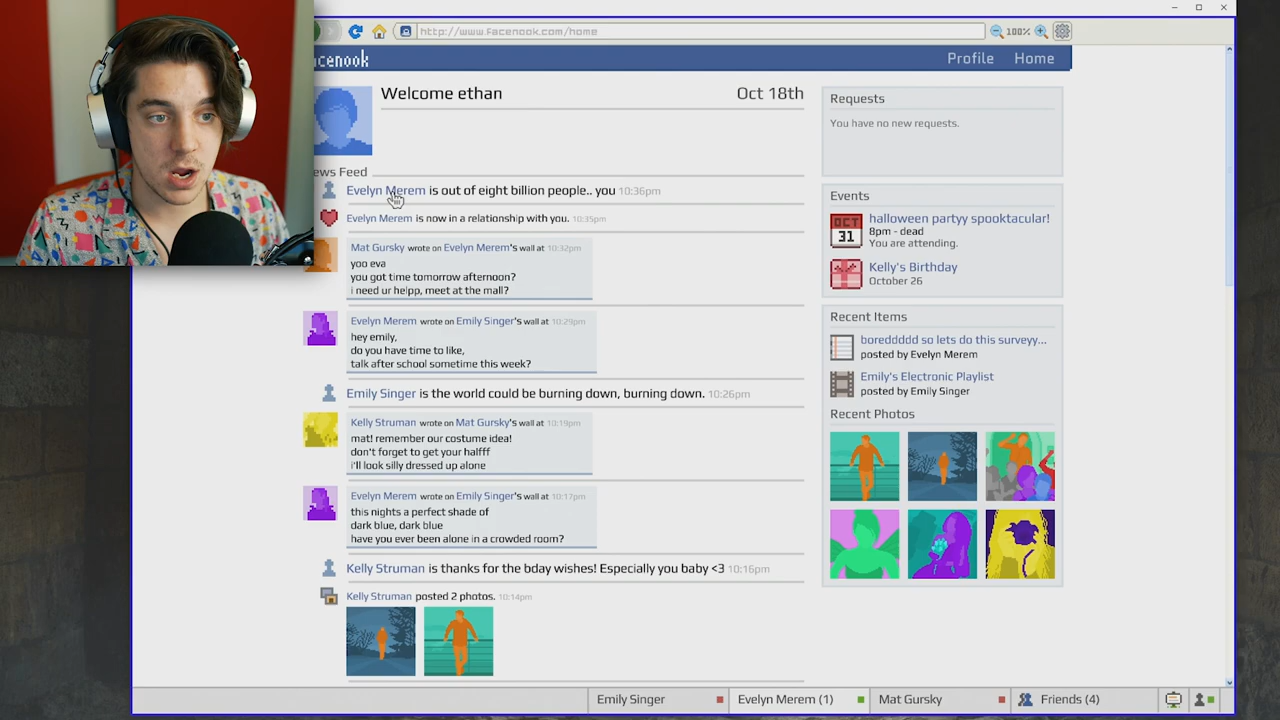 http://www.Facenook.com/home
100%
cenook
Profile Home
Welcome ethan
Oct 18th
ews Feed
Evelyn Merem is out of eight billion people.. you 10:36pm
Evelyn Merem is now in a relationship with you. 10:35pm
Mat Gursky wrote on Evelyn Merem's wall at 10:32pm
yoo eva
you got time tomorrow afternoon?
i need ur helpp, meet at the mall?
Evelyn Merem wrote on Emily Singer's wall at 10:29pm
hey emily,
do you have time to like,
talk after school sometime this week?
Emily Singer is the world could be burning down, burning down. 10:26pm
Kelly Struman wrote on Mat Gursky's wall at 10:19pm
mat! remember our costume idea!
don't forget to get your halfff
i'll look silly dressed up alone
Evelyn Merem wrote on Emily Singer's wall at 10:17pm
this nights a perfect shade of
dark blue, dark blue
have you ever been alone in a crowded room?
Kelly Struman is thanks for the bday wishes! Especially you baby <3 10:16pm
Kelly Struman posted 2 photos. 10:14pm
Requests
You have no new requests.
Events
OCT
31
halloween partyy spooktacular!
8pm - dead
You are attending.
Kelly's Birthday
October 26
Recent Items
boreddddd so lets do this surveyy...
posted by Evelyn Merem
Emily's Electronic Playlist
posted by Emily Singer
Recent Photos
Emily Singer
Evelyn Merem (1)
Mat Gursky
Friends (4)